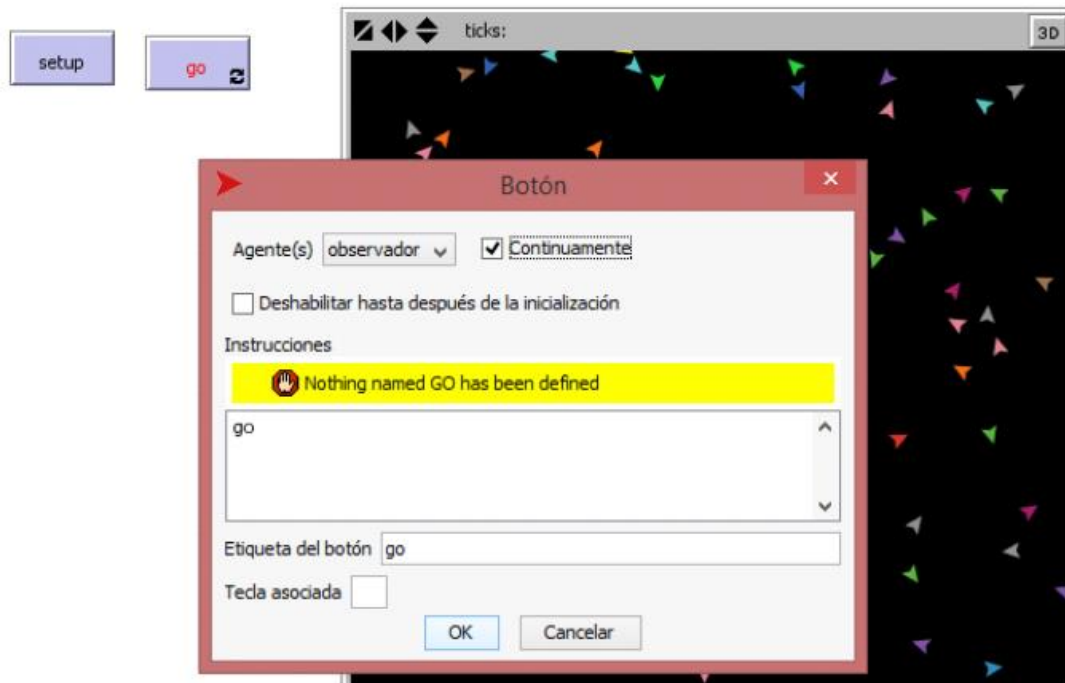 setup
go
ticks:
3D
Botón
Agente(s) observador Continuamente
Deshabilitar hasta después de la inicialización
Instrucciones
Nothing named GO has been defined
go
Etiqueta del botón go
Tecla asociada
OK Cancelar